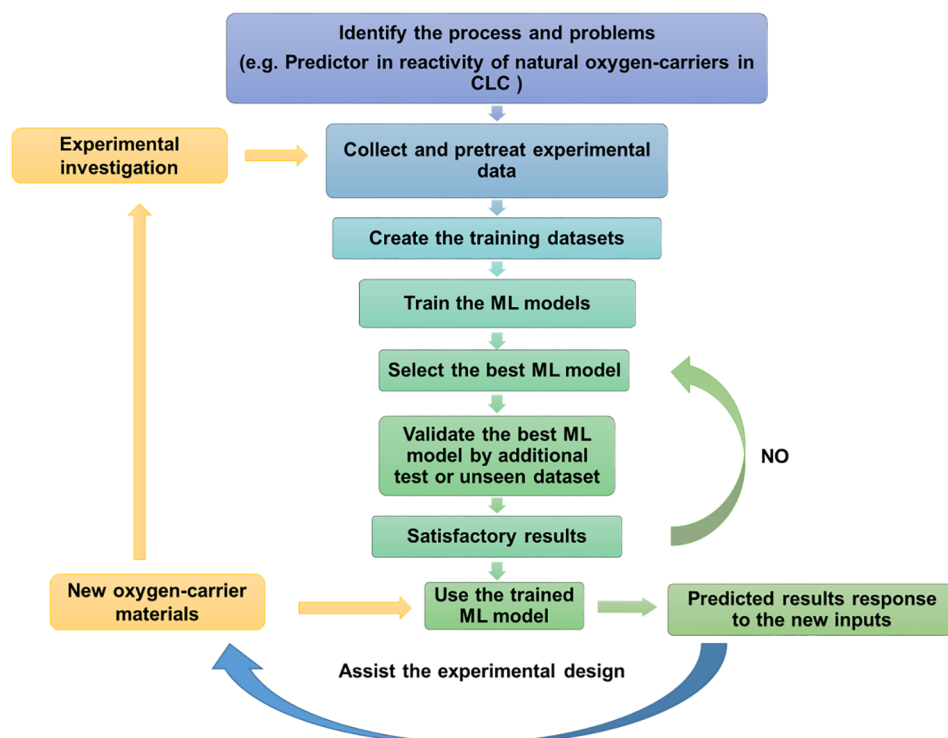 Identify the process and problems
(e.g. Predictor in reactivity of natural oxygen-carriers in
CLC )
Experimental
investigation
Collect and pretreat experimental
data
Create the training datasets
Train the ML models
Select the best ML model
Validate the best ML
model by additional
test or unseen dataset
NO
Satisfactory results
New oxygen-carrier
materials
Use the trained
ML model
Predicted results response
to the new inputs
Assist the experimental design